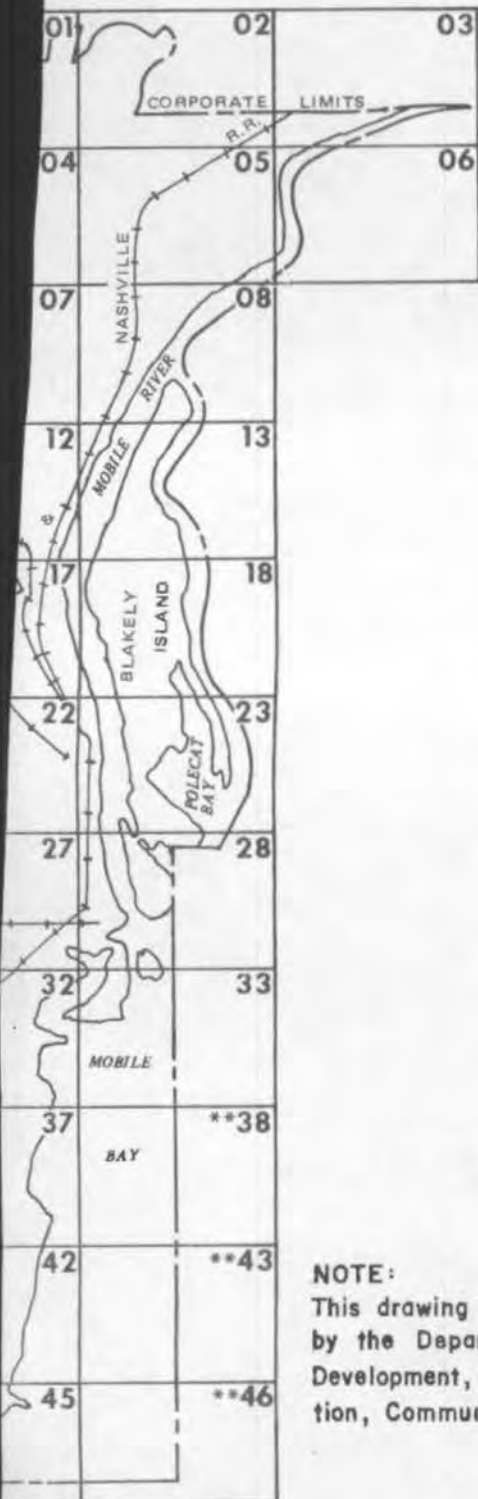 01 02 03
CORPORATE LIMITS
R.R.
04 05 06
NASHVILLE
07 08
MOBILE RIVER
12 13
&
17 18
BLAKELY
ISLAND
22 23
POLECAT
BAY
27 28
32 33
MOBILE
37 **38
BAY
42 **43
45 **46
NOTE:
This drawing
by the
Development,